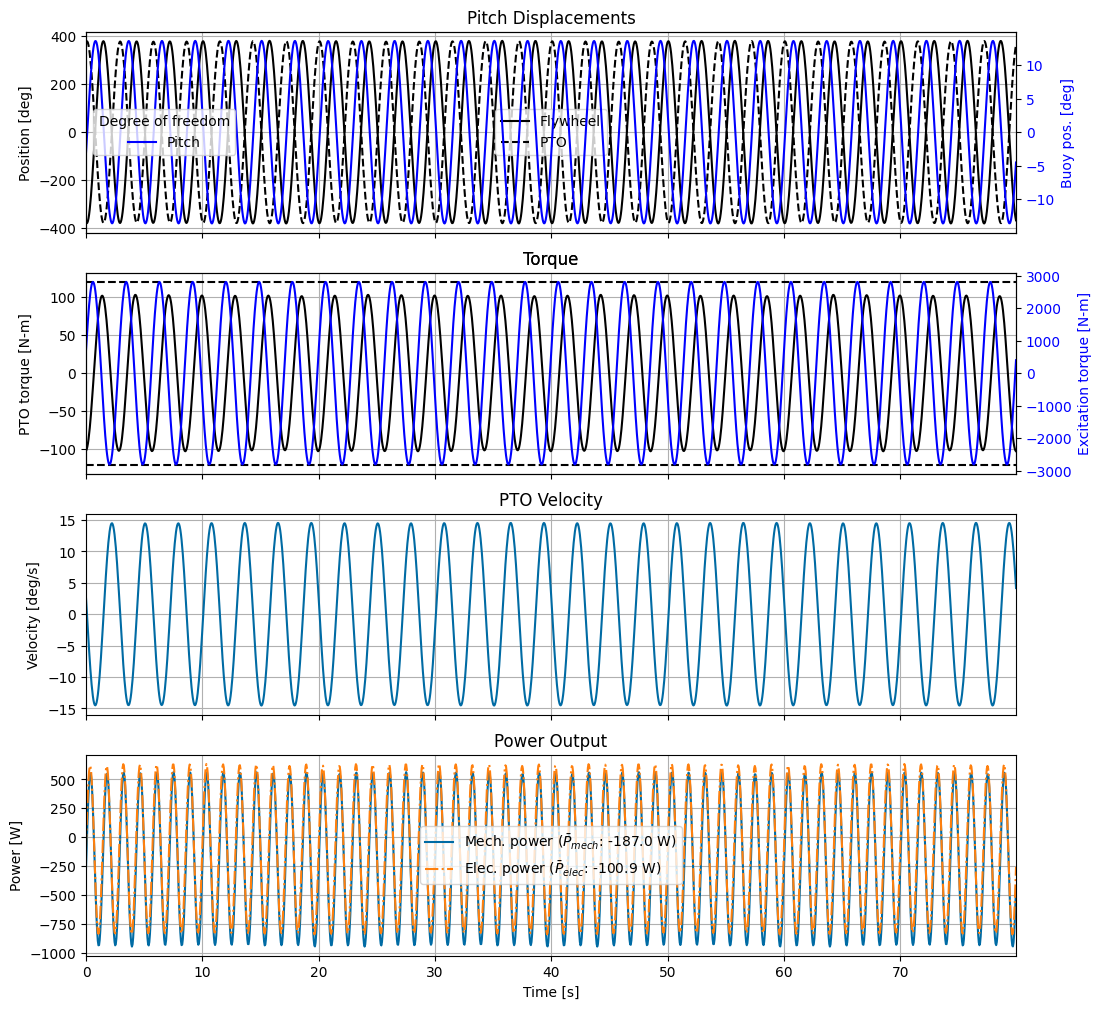 Pitch Displacements
400
200
0
−200
−400
Position [deg]
Degree of freedom
Pitch
Flywheel
PTO
10
5
0
−5
−10
Buoy pos. [deg]
Torque
100
50
0
−50
−100
PTO torque [N-m]
3000
2000
1000
0
−1000
−2000
−3000
Excitation torque [N-m]
PTO Velocity
15
10
5
0
−5
−10
−15
Velocity [deg/s]
Power Output
500
250
0
−250
−500
−750
−1000
Power [W]
Mech. power (P̄mech: -187.0 W)
Elec. power (P̄elec: -100.9 W)
0 10 20 30 40 50 60 70
Time [s]